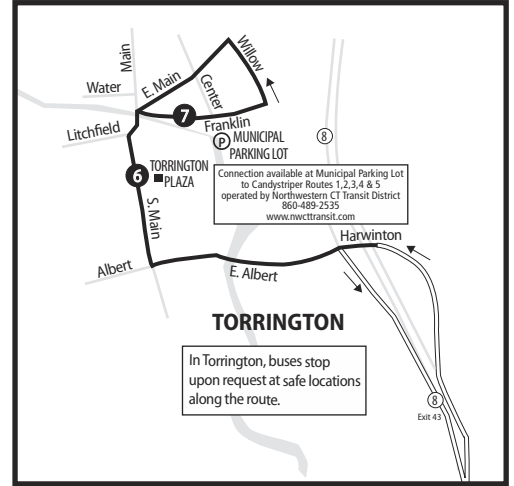 Main
Willow
E. Main
Center
Water
7
Franklin
Litchfield
P
MUNICIPAL
PARKING LOT
8
6
TORRINGTON
PLAZA
Connection available at Municipal Parking Lot
to Candystriper Routes 1,2,3,4 & 5
operated by Northwestern CT Transit District
860-489-2535
www.nwcttransit.com
S. Main
Harwinton
Albert
E. Albert
TORRINGTON
In Torrington, buses stop
upon request at safe locations
along the route.
8
Exit 43